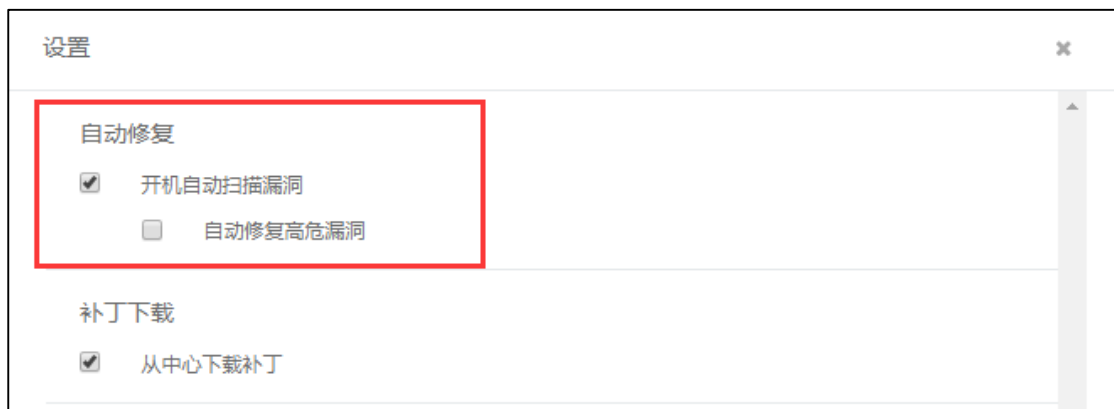 设置
自动修复
开机自动扫描漏洞
自动修复高危漏洞
补丁下载
从中心下载补丁